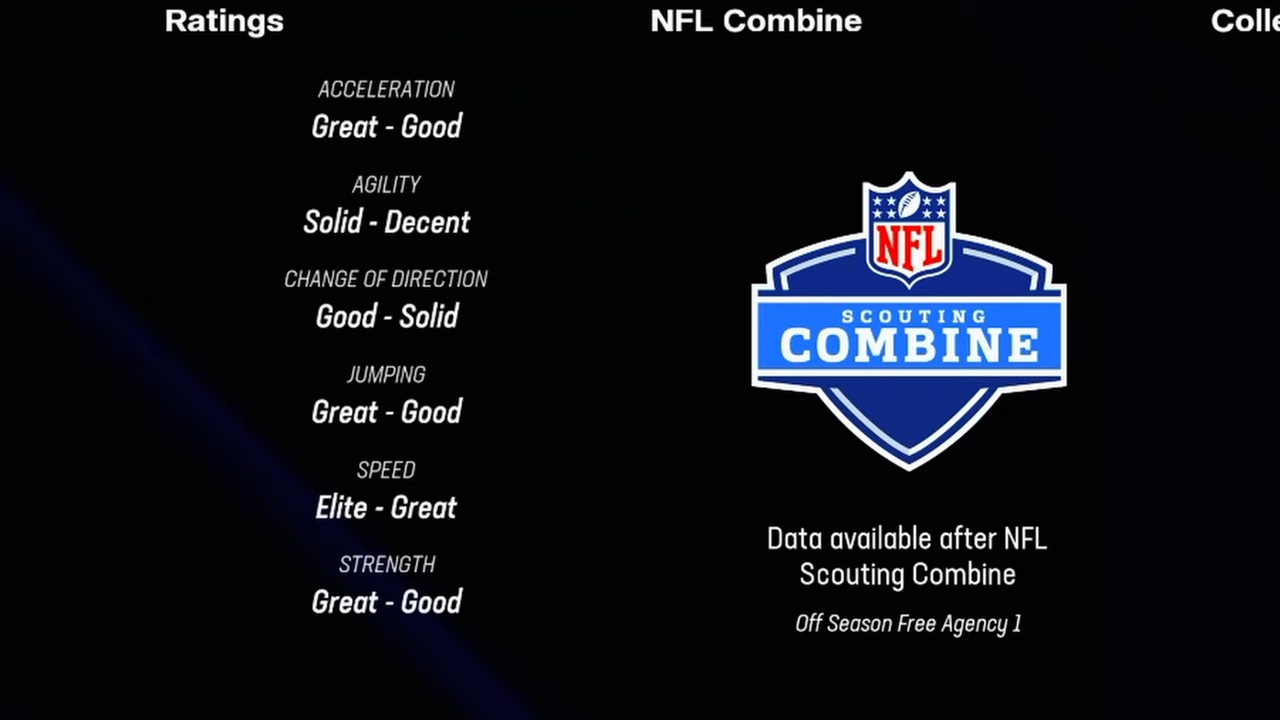 Ratings
NFL Combine
Colle
ACCELERATION
Great - Good
AGILITY
Solid - Decent
CHANGE OF DIRECTION
Good - Solid
JUMPING
Great - Good
SPEED
Elite - Great
STRENGTH
Great - Good
NFL
SCOUTING
COMBINE
Data available after NFL
Scouting Combine
Off Season Free Agency 1